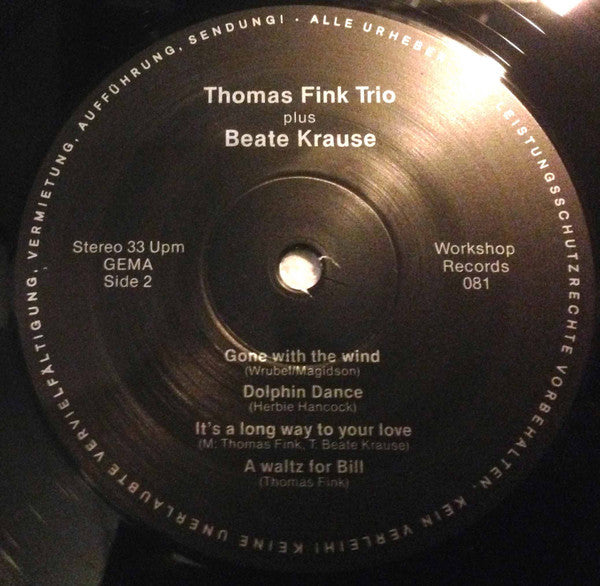 ALLE URHEBER LEISTUNGSSCHUTZRECHTE VORBEHALTEN. KEIN VERLEIH! KEINE UNERLAUBTE VERVIELFÄLTIGUNG, VERMIETUNG, AUFFÜHRUNG, SENDUNG! ·
Thomas Fink Trio
plus
Beate Krause
Stereo 33 Upm
GEMA
Side 2
Workshop
Records
081
Gone with the wind
(Wrubel/Magidson)
Dolphin Dance
(Herbie Hancock)
It's a long way to your love
(M: Thomas Fink, T: Beate Krause)
A waltz for Bill
(Thomas Fink)